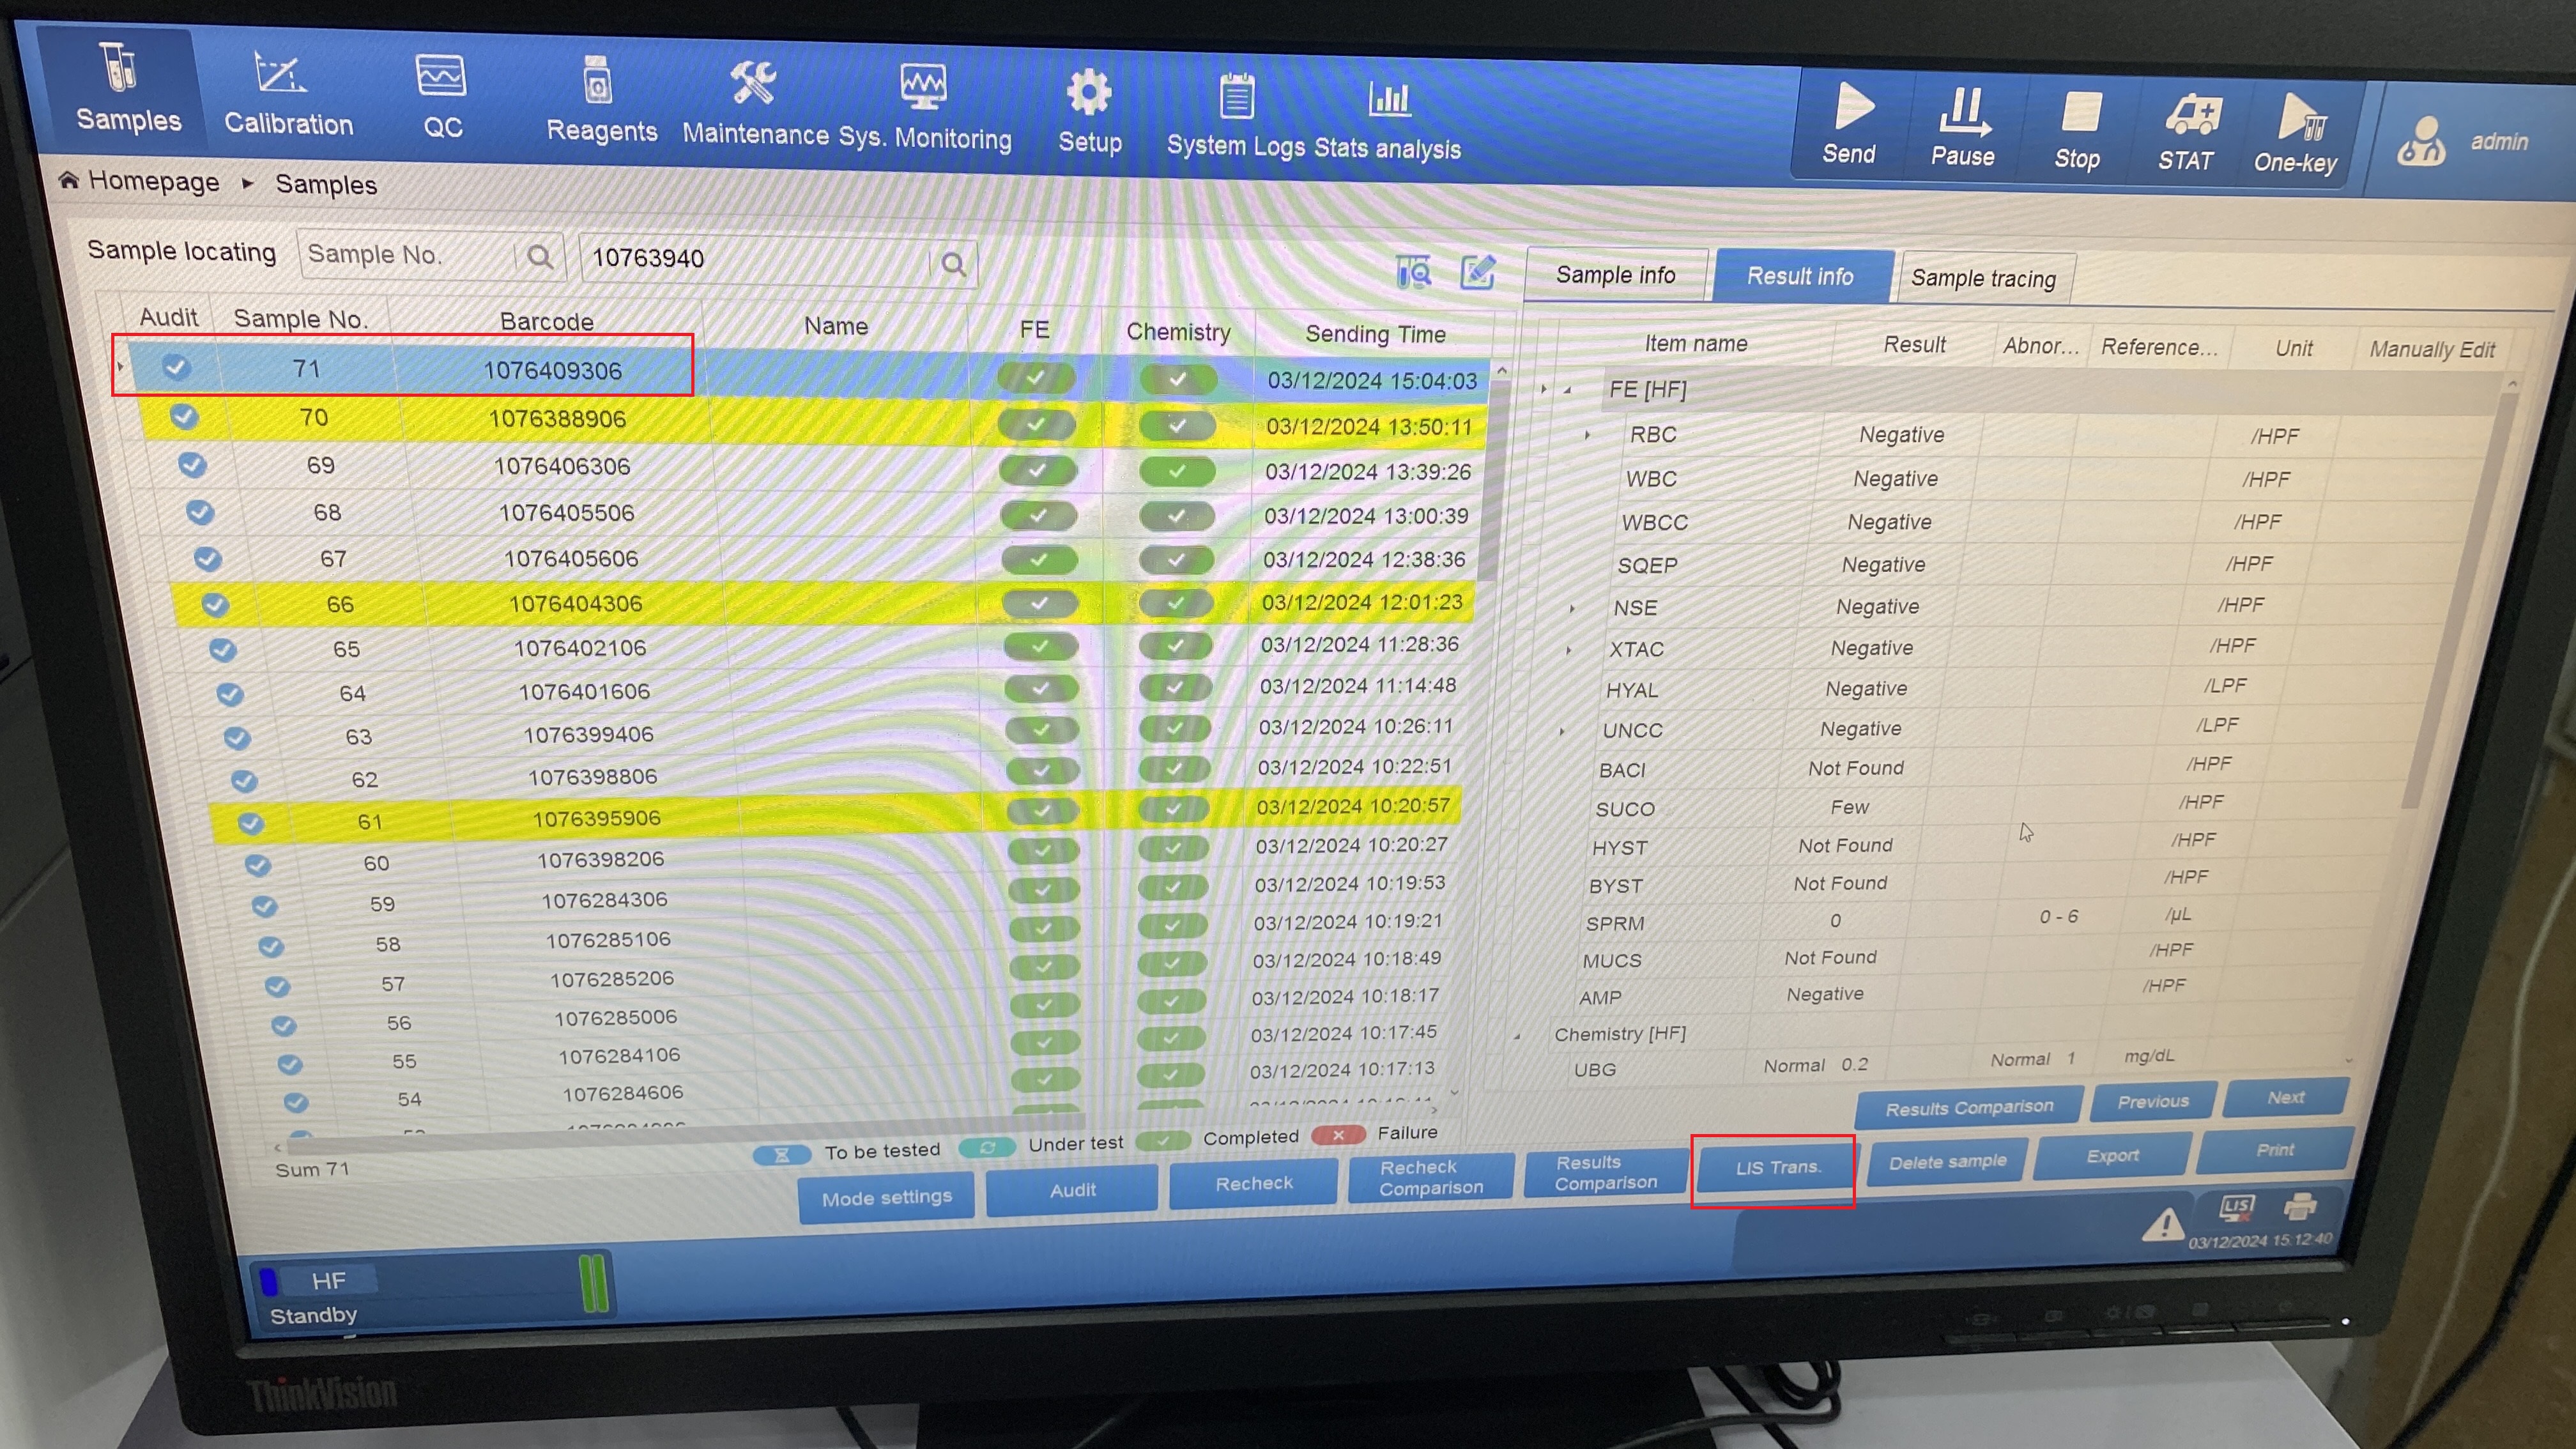 Samples Calibration QC Reagents Maintenance Sys. Monitoring Setup System Logs Stats analysis Send Pause Stop STAT One-key admin
Homepage Samples
Sample locating Sample No. 10763940
Sample info Result info Sample tracing
Audit Sample No. Barcode Name FE Chemistry Sending Time
71 1076409306 03/12/2024 15:04:03
70 1076388906 03/12/2024 13:50:11
69 1076406306 03/12/2024 13:39:26
68 1076405506 03/12/2024 13:00:39
67 1076405606 03/12/2024 12:38:36
66 1076404306 03/12/2024 12:01:23
65 1076402106 03/12/2024 11:28:36
64 1076401606 03/12/2024 11:14:48
63 1076399406 03/12/2024 10:26:11
62 1076398806 03/12/2024 10:22:51
61 1076395906 03/12/2024 10:20:57
60 1076398206 03/12/2024 10:20:27
59 1076284306 03/12/2024 10:19:53
58 1076285106 03/12/2024 10:19:21
57 1076285206 03/12/2024 10:18:49
56 1076285006 03/12/2024 10:18:17
55 1076284106 03/12/2024 10:17:45
54 1076284606 03/12/2024 10:17:13
Item name Result Abnor... Reference... Unit Manually Edit
FE [HF]
RBC Negative /HPF
WBC Negative /HPF
WBCC Negative /HPF
SQEP Negative /HPF
NSE Negative /HPF
XTAC Negative /HPF
HYAL Negative /LPF
UNCC Negative /LPF
BACI Not Found /HPF
SUCO Few /HPF
HYST Not Found /HPF
BYST Not Found /HPF
SPRM 0 0 - 6 /µL
MUCS Not Found /HPF
AMP Negative /HPF
Chemistry [HF]
UBG Normal 0.2 Normal 1 mg/dL
Results Comparison Previous Next
Sum 71 To be tested Under test Completed Failure
Mode settings Audit Recheck Recheck Comparison Results Comparison LIS Trans. Delete sample Export Print
LIS
03/12/2024 15:12:40
HF
Standby
ThinkVision